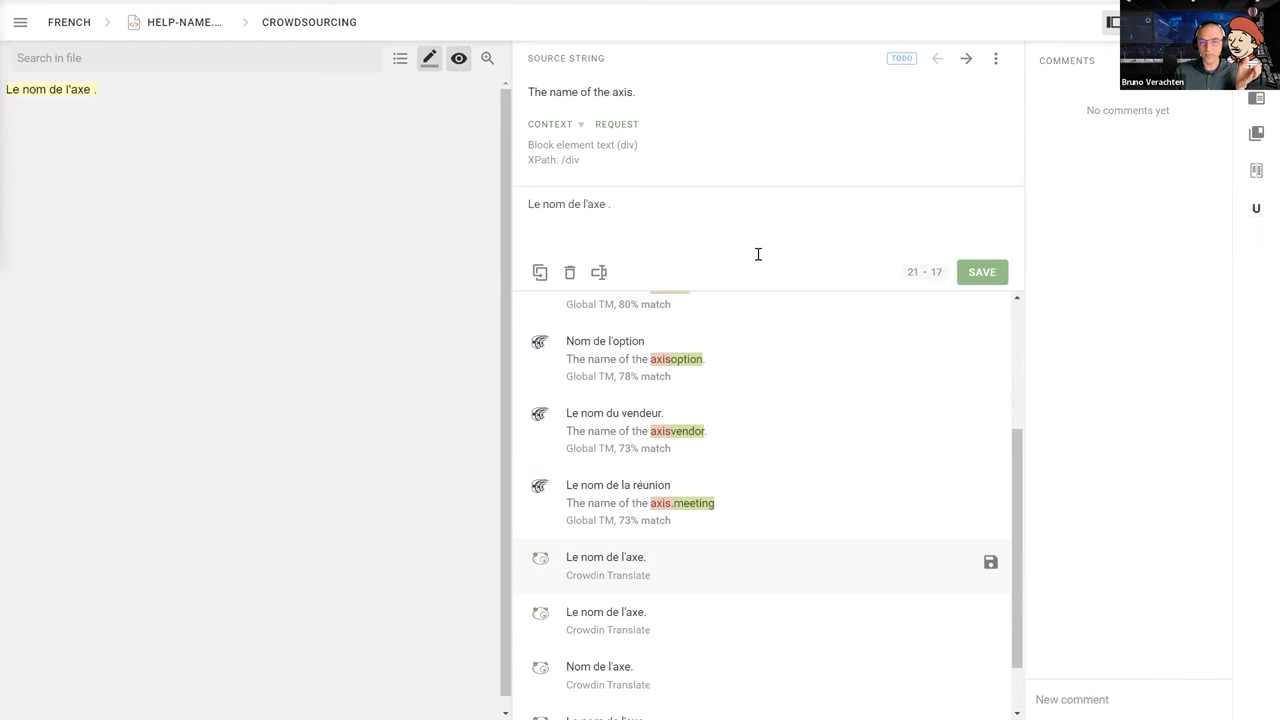 FRENCH
HELP-NAME....
CROWDSOURCING
Bruno Verachten
Search in file
Le nom de l'axe .
SOURCE STRING
TODO
The name of the axis.
CONTEXT
REQUEST
Block element text (div)
XPath: /div
Le nom de l'axe .
21 • 17
SAVE
Global TM, 80% match
Nom de l'option
The name of the axisoption.
Global TM, 78% match
Le nom du vendeur.
The name of the axisvendor.
Global TM, 73% match
Le nom de la réunion
The name of the axis.meeting
Global TM, 73% match
Le nom de l'axe.
Crowdin Translate
Le nom de l'axe.
Crowdin Translate
Nom de l'axe.
Crowdin Translate
COMMENTS
No comments yet
U
New comment